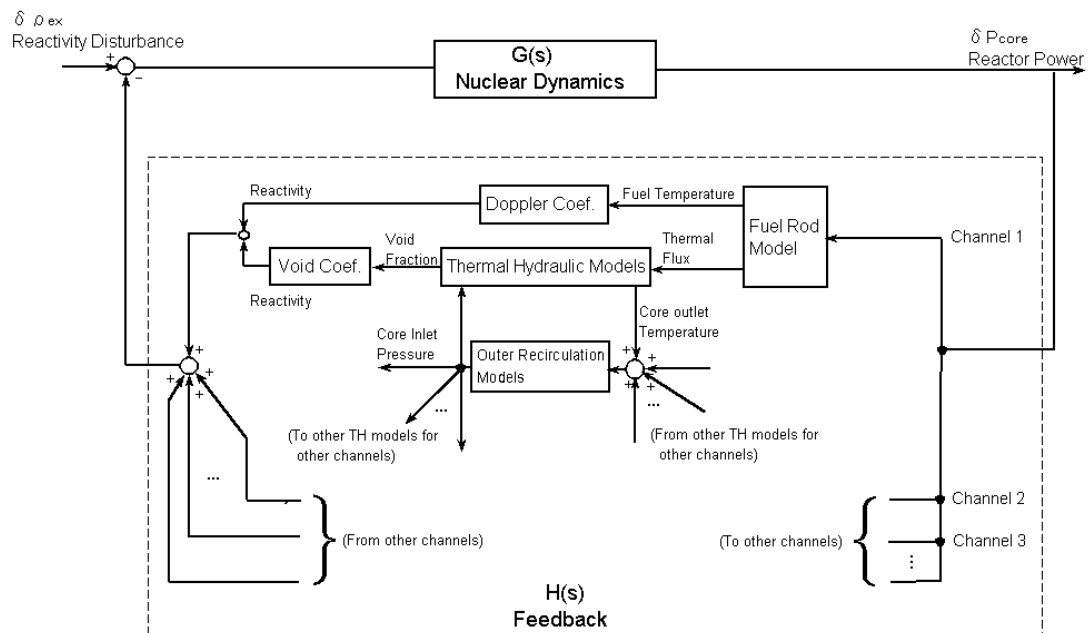 δ ρex
Reactivity Disturbance
+
−
G(s)
Nuclear Dynamics
δ Pcore
Reactor Power
Reactivity
Doppler Coef.
Fuel Temperature
Fuel Rod
Model
Channel 1
Void
Fraction
Thermal
Flux
Void Coef.
Thermal Hydraulic Models
Reactivity
Core outlet
Temperature
Core Inlet
Pressure
Outer Recirculation
Models
+
+
+
+
...
+
+
+
+
...
(To other TH models for
other channels)
(From other TH models for
other channels)
...
(From other channels)
(To other channels)
Channel 2
Channel 3
...
H(s)
Feedback